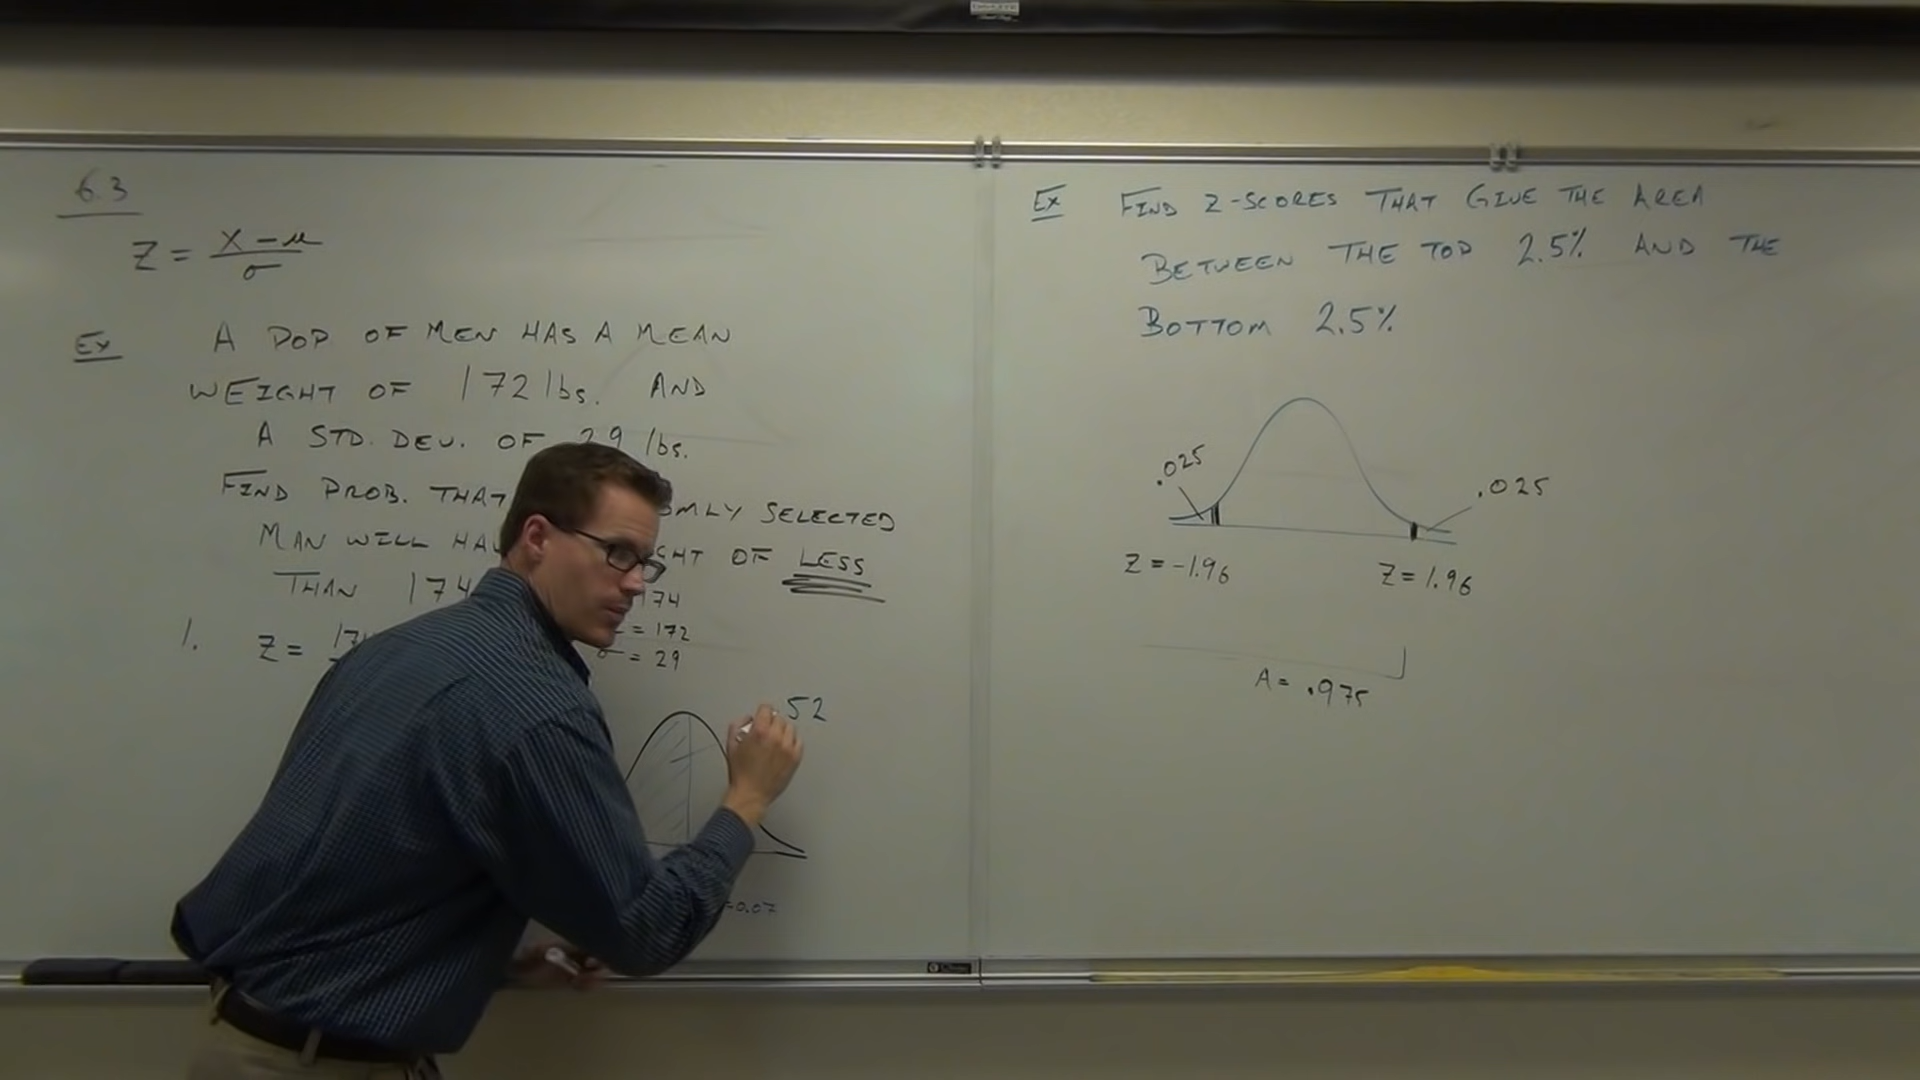 6.3
Z = X - μ
σ
Ex A POP OF MEN HAS A MEAN
WEIGHT OF 172 lbs. AND
A STD. DEV. OF 29 lbs.
FIND PROB. THAT OMLY SELECTED
MAN WILL HAV GHT OF LESS
THAN 174 174
= 172
1. Z = 17
σ = 29
52
=0.07
Ex FIND Z-SCORES THAT GIVE THE AREA
BETWEEN THE TOP 2.5% AND THE
BOTTOM 2.5%
.025
.025
Z = -1.96
Z = 1.96
A = .975